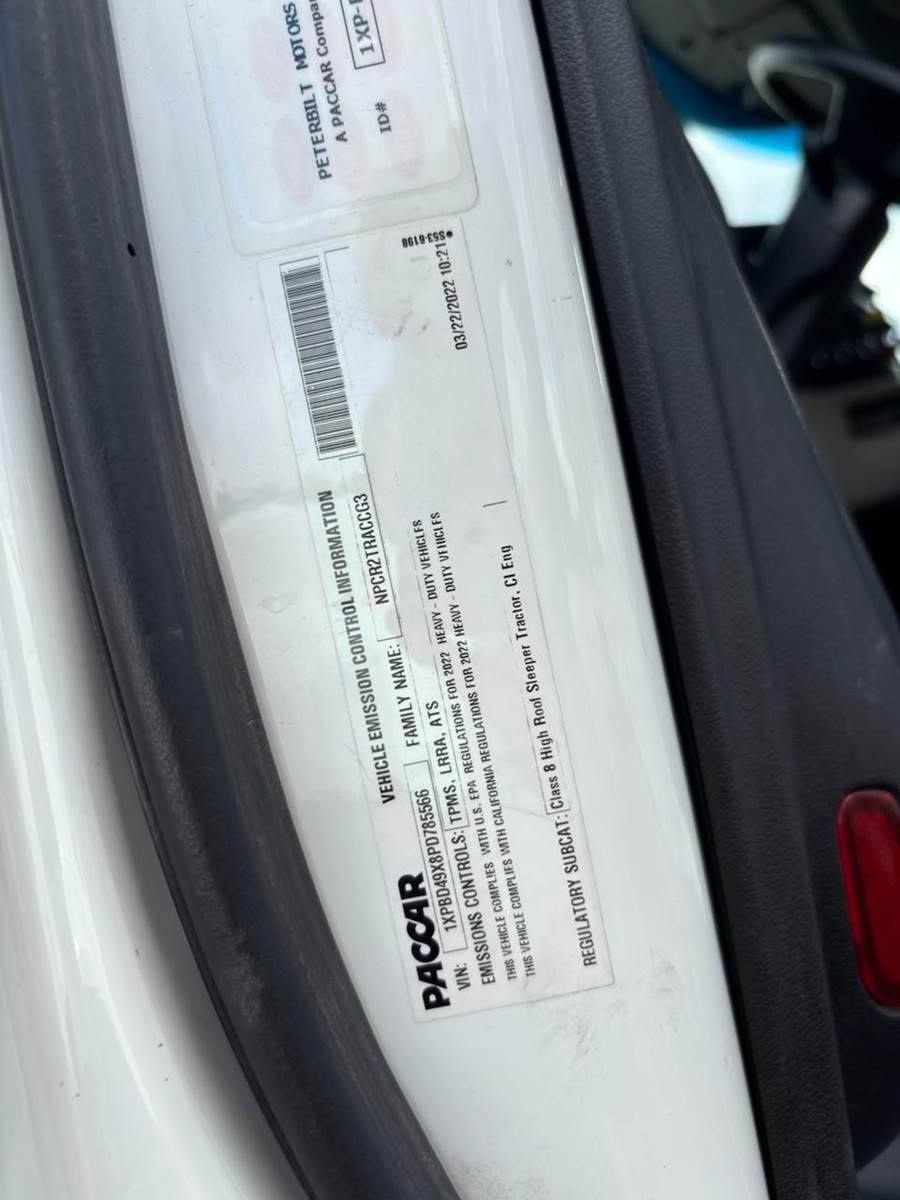 PETERBILT MOTORS
A PACCAR Compa
ID# 1XP-
PACCAR
VEHICLE EMISSION CONTROL INFORMATION
VIN: 1XPBD49X8PD785566 FAMILY NAME: NPCR2TRACCG3
EMISSIONS CONTROLS: TPMS, LRRA, ATS
THIS VEHICLE COMPLIES WITH U.S. EPA REGULATIONS FOR 2022 HEAVY - DUTY VEHICLES
THIS VEHICLE COMPLIES WITH CALIFORNIA REGULATIONS FOR 2022 HEAVY - DUTY VEHICLES
REGULATORY SUBCAT: Class 8 High Roof Sleeper Tractor, CI Eng
03/22/2022 10:21
S53-6198